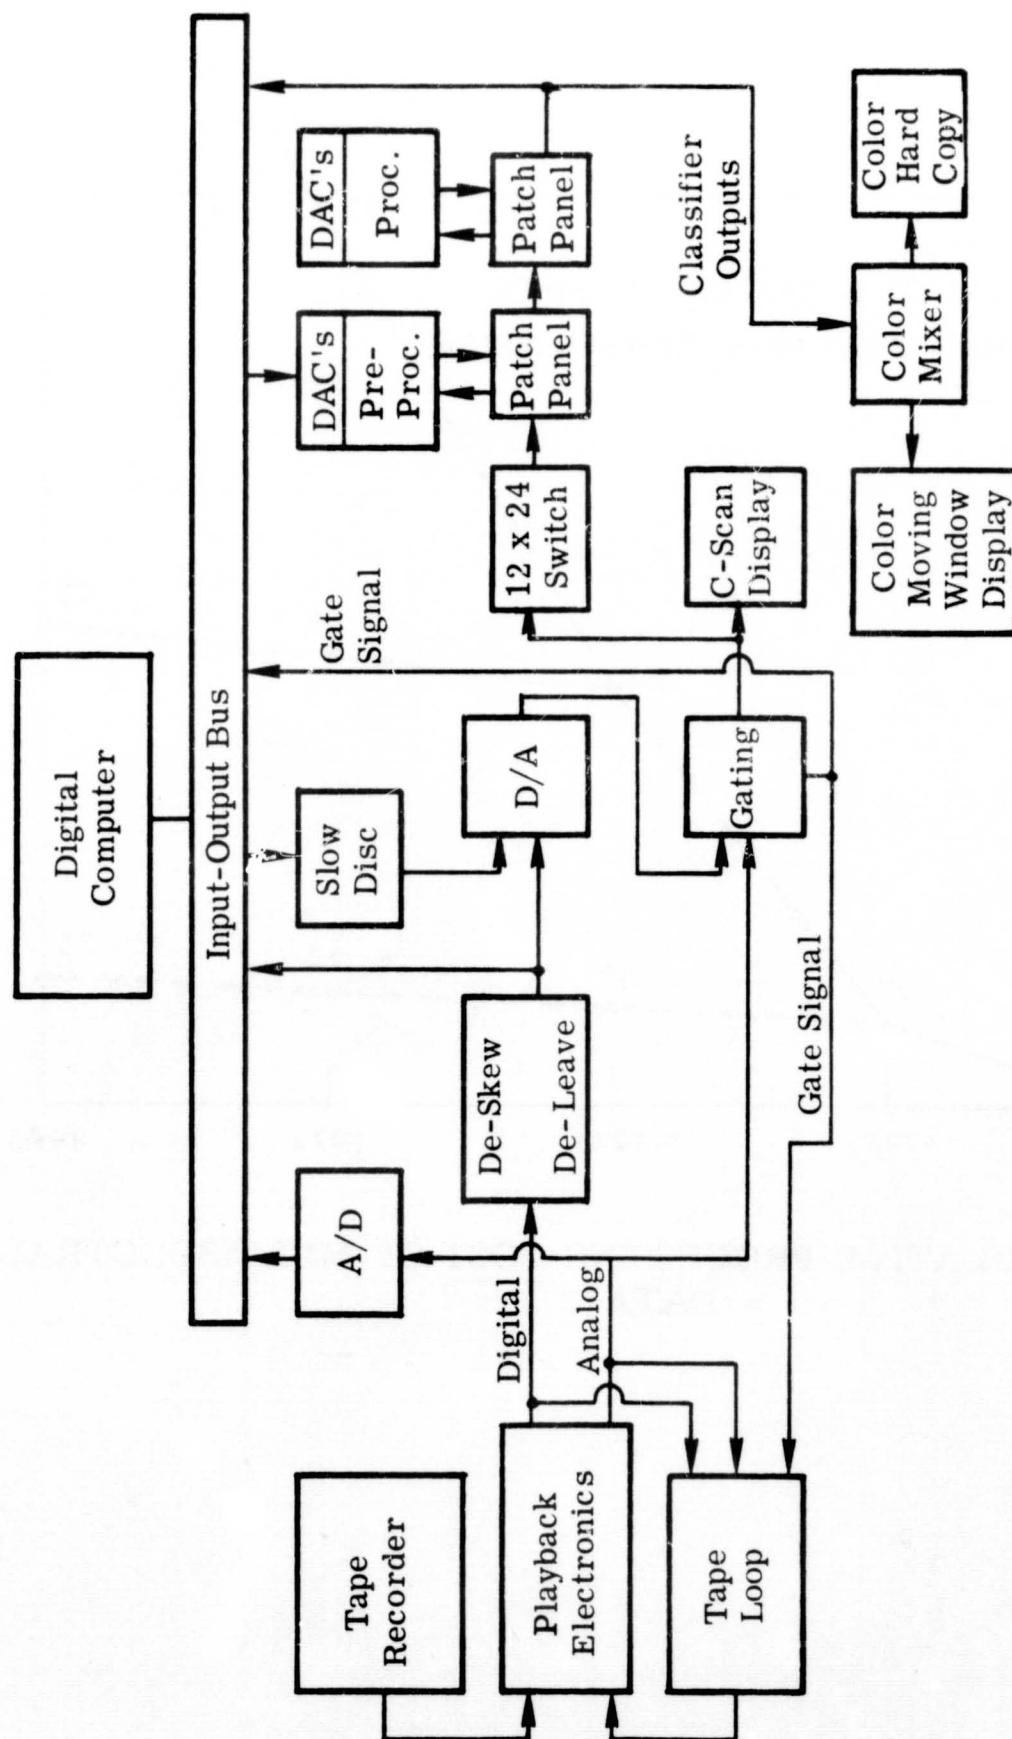 Digital
Computer
Input-Output Bus
A/D
Slow
Disc
Gate
Signal
DAC's
Pre-
Proc.
DAC's
Proc.
Tape
Recorder
Playback
Electronics
Digital
Analog
De-Skew
De-Leave
D/A
12 x 24
Switch
Patch
Panel
Patch
Panel
Tape
Loop
Gating
C-Scan
Display
Classifier
Outputs
Gate Signal
Color
Moving
Window
Display
Color
Mixer
Color
Hard
Copy